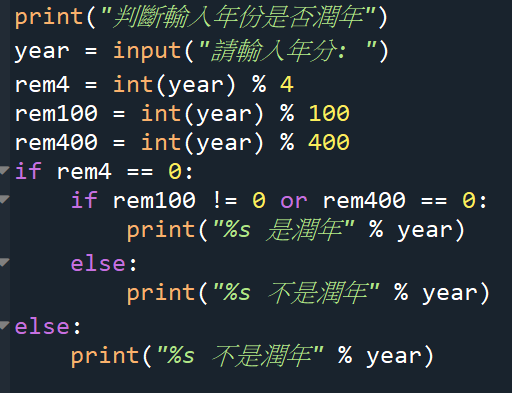 print("判斷輸入年份是否潤年")
year = input("請輸入年分: ")
rem4 = int(year) % 4
rem100 = int(year) % 100
rem400 = int(year) % 400
if rem4 == 0:
    if rem100 != 0 or rem400 == 0:
        print("%s 是潤年" % year)
    else:
        print("%s 不是潤年" % year)
else:
    print("%s 不是潤年" % year)